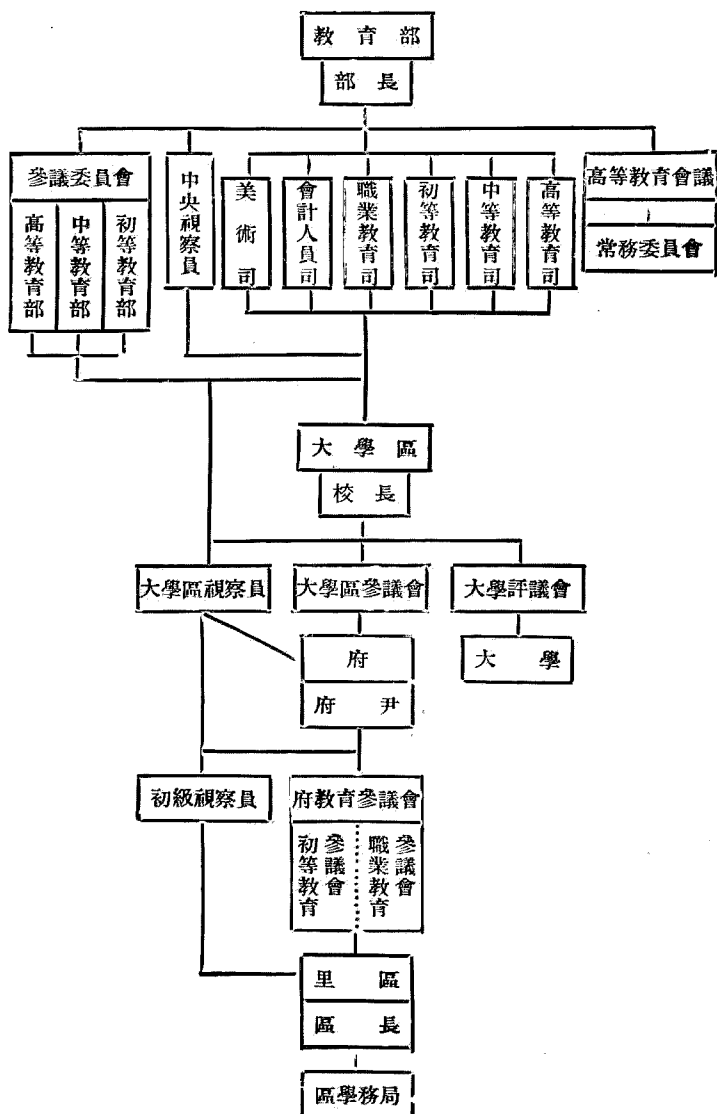 教育部
部長
參議委員會
高等教育部
中等教育部
初等教育部
中央視察員
美術司
會計人員司
職業教育司
初等教育司
中等教育司
高等教育司
高等教育會議
常務委員會
大學區
校長
大學區視察員
大學區參議會
大學評議會
府
府尹
大學
初級視察員
府教育參議會
初等教育
參議會
職業教育
參議會
里區
區長
區學務局